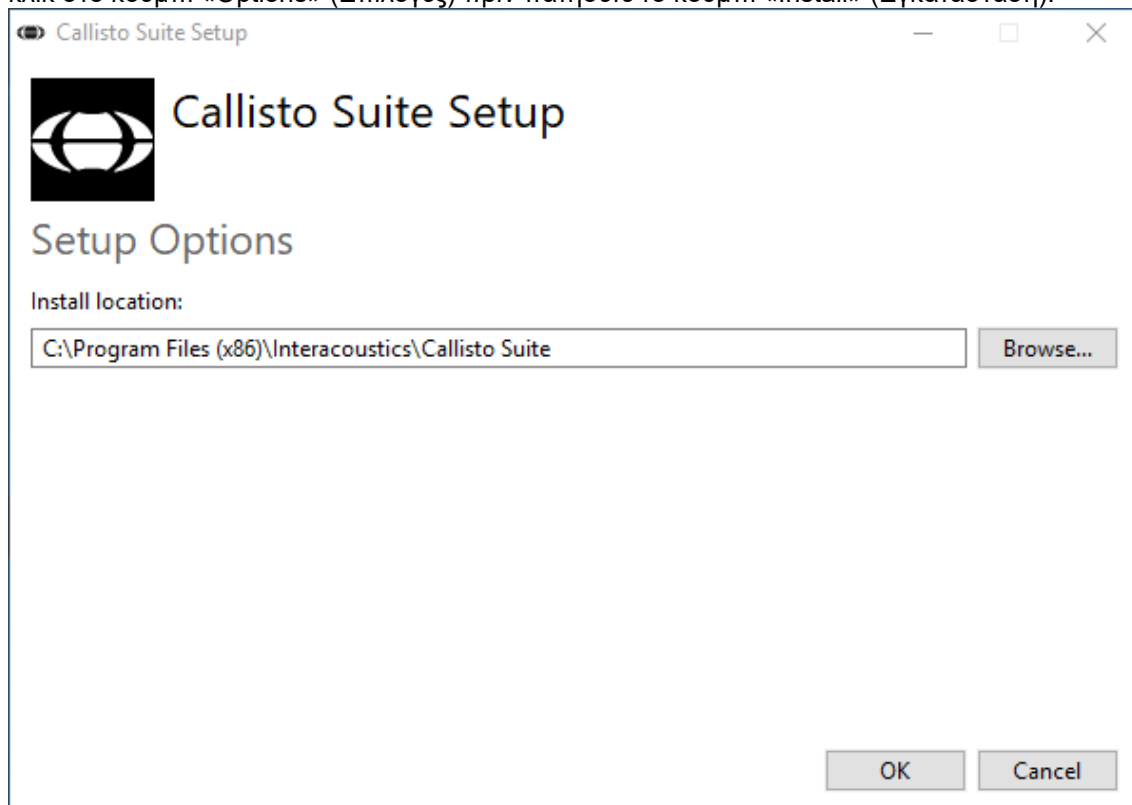 κλικ στο κουμπί «Options» (Επιλογές) πριν πατήσετε το κουμπί «Install» (Εγκατάσταση).
Callisto Suite Setup
Callisto Suite Setup
Setup Options
Install location:
C:\Program Files (x86)\Interacoustics\Callisto Suite
Browse...
OK
Cancel